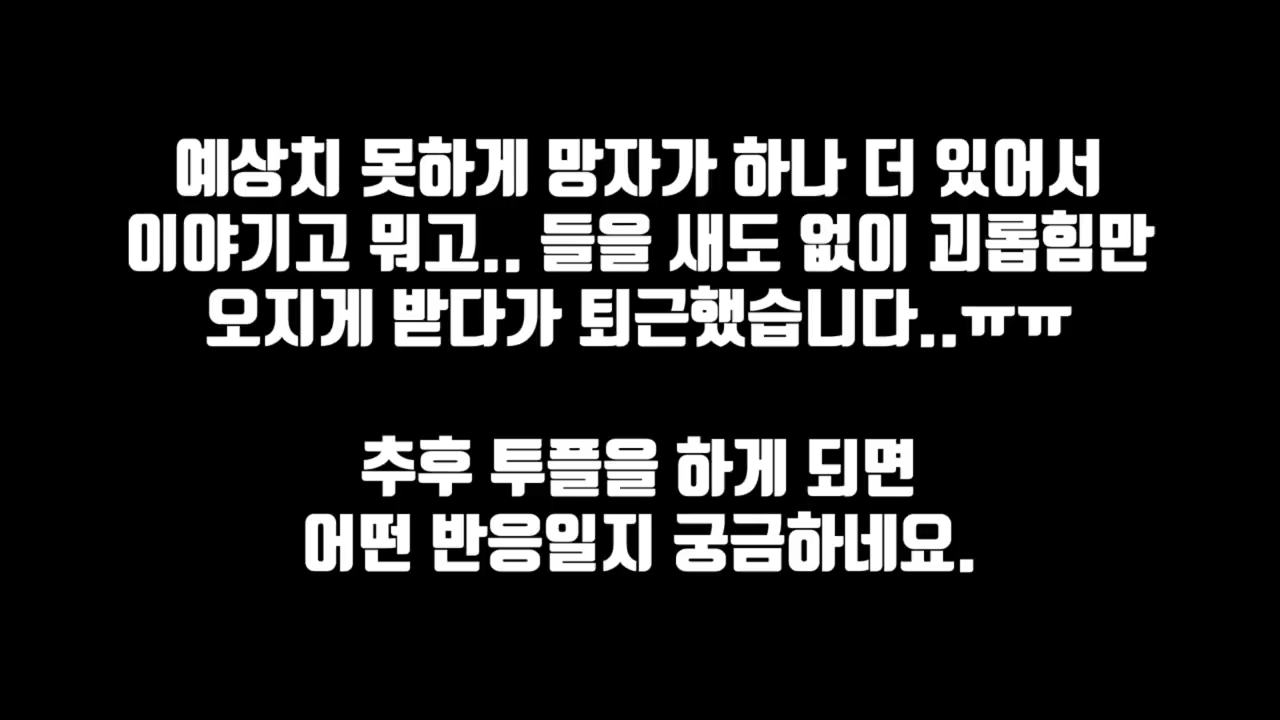 예상치 못하게 망자가 하나 더 있어서
이야기고 뭐고.. 들을 새도 없이 괴롭힘만
오지게 받다가 퇴근했습니다..ㅠㅠ
추후 투플을 하게 되면
어떤 반응일지 궁금하네요.